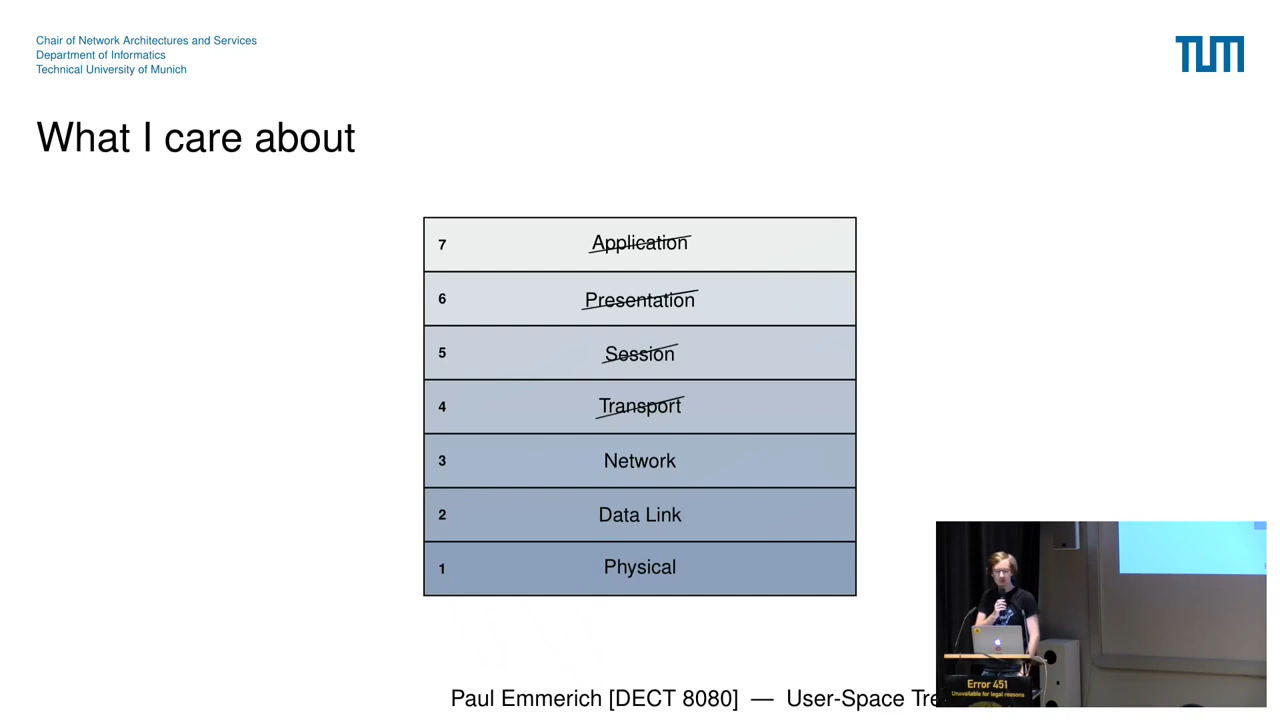 Chair of Network Architectures and Services
Department of Informatics
Technical University of Munich
TUM
What I care about
7 Application
6 Presentation
5 Session
4 Transport
3 Network
2 Data Link
1 Physical
Error 451
Unavailable for legal reasons
Paul Emmerich [DECT 8080] — User-Space